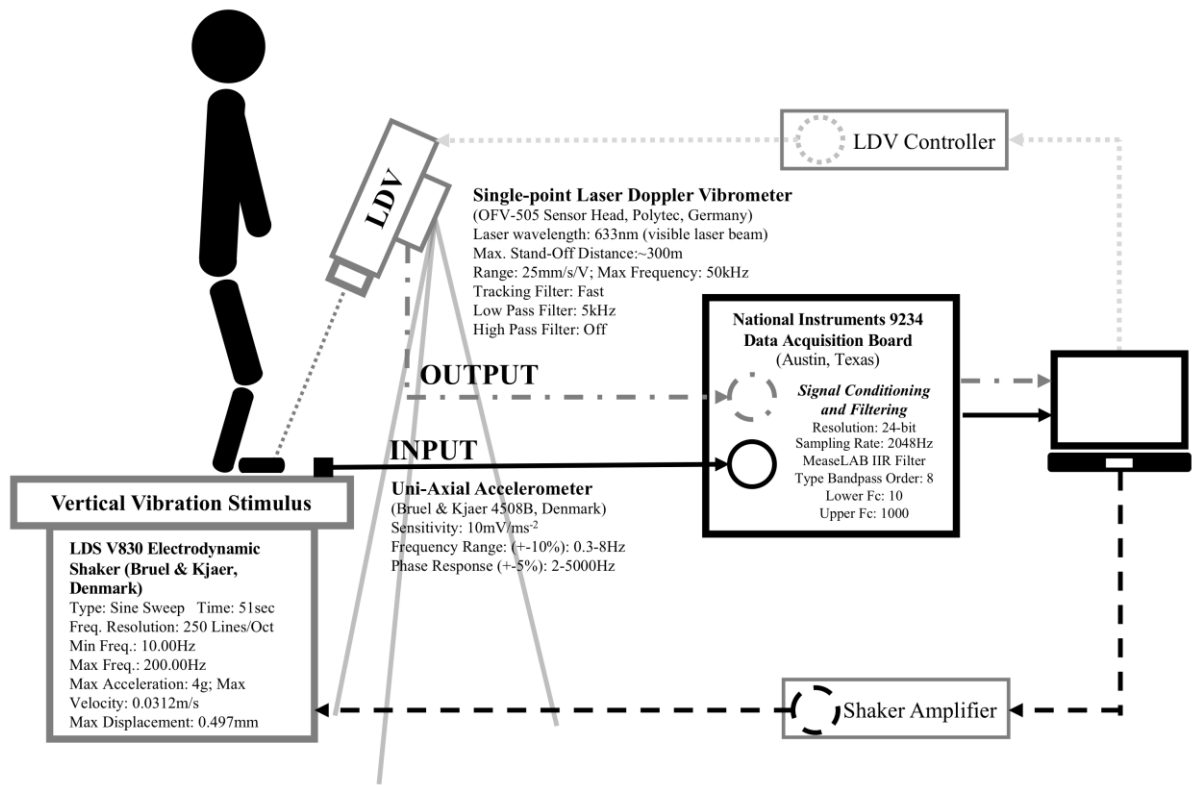 LDV Controller
LDV
Single-point Laser Doppler Vibrometer
(OFV-505 Sensor Head, Polytec, Germany)
Laser wavelength: 633nm (visible laser beam)
Max. Stand-Off Distance:~300m
Range: 25mm/s/V; Max Frequency: 50kHz
Tracking Filter: Fast
Low Pass Filter: 5kHz
High Pass Filter: Off
National Instruments 9234
Data Acquisition Board
(Austin, Texas)
Signal Conditioning
and Filtering
Resolution: 24-bit
Sampling Rate: 2048Hz
MeaseLAB IIR Filter
Type Bandpass Order: 8
Lower Fc: 10
Upper Fc: 1000
OUTPUT
INPUT
Uni-Axial Accelerometer
(Bruel & Kjaer 4508B, Denmark)
Sensitivity: 10mV/ms-2
Frequency Range: (+-10%): 0.3-8Hz
Phase Response (+-5%): 2-5000Hz
Vertical Vibration Stimulus
LDS V830 Electrodynamic
Shaker (Bruel & Kjaer,
Denmark)
Type: Sine Sweep Time: 51sec
Freq. Resolution: 250 Lines/Oct
Min Freq.: 10.00Hz
Max Freq.: 200.00Hz
Max Acceleration: 4g; Max
Velocity: 0.0312m/s
Max Displacement: 0.497mm
Shaker Amplifier